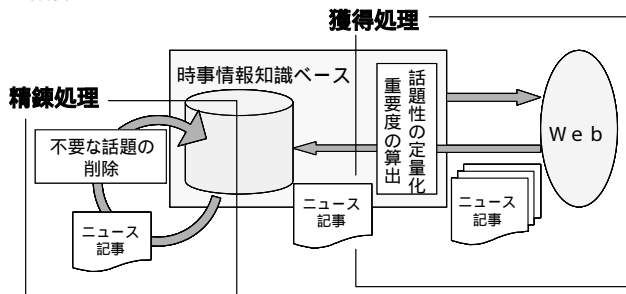 獲得処理
時事情報知識ベース
精錬処理
不要な話題の
削除
話題性の定量化
重要度の算出
Ｗｅｂ
ニュース
記事
ニュース
記事
ニュース
記事